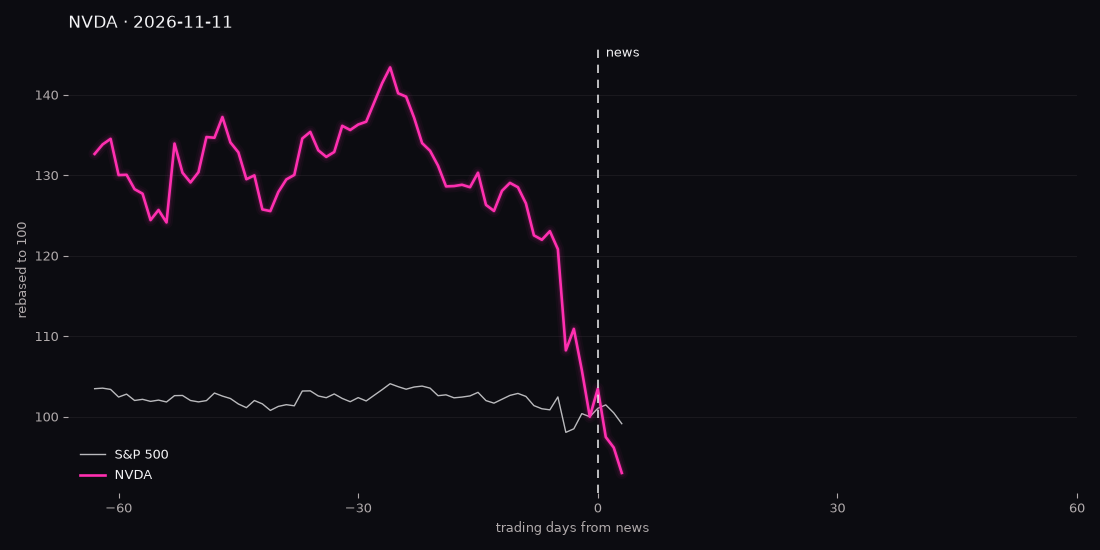 NVDA · 2026-11-11
news
140
130
120
110
100
rebased to 100
S&P 500
NVDA
−60
−30
0
30
60
trading days from news